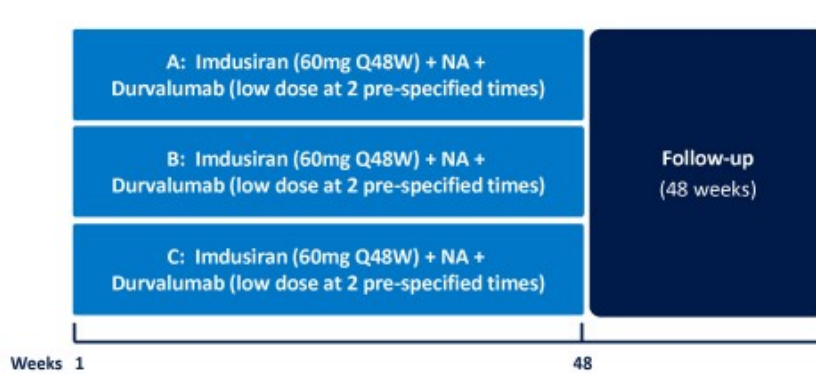 A: Imdusiran (60mg Q48W) + NA +
Durvalumab (low dose at 2 pre-specified times)
B: Imdusiran (60mg Q48W) + NA +
Durvalumab (low dose at 2 pre-specified times)
C: Imdusiran (60mg Q48W) + NA +
Durvalumab (low dose at 2 pre-specified times)
Follow-up
(48 weeks)
Weeks 1 48